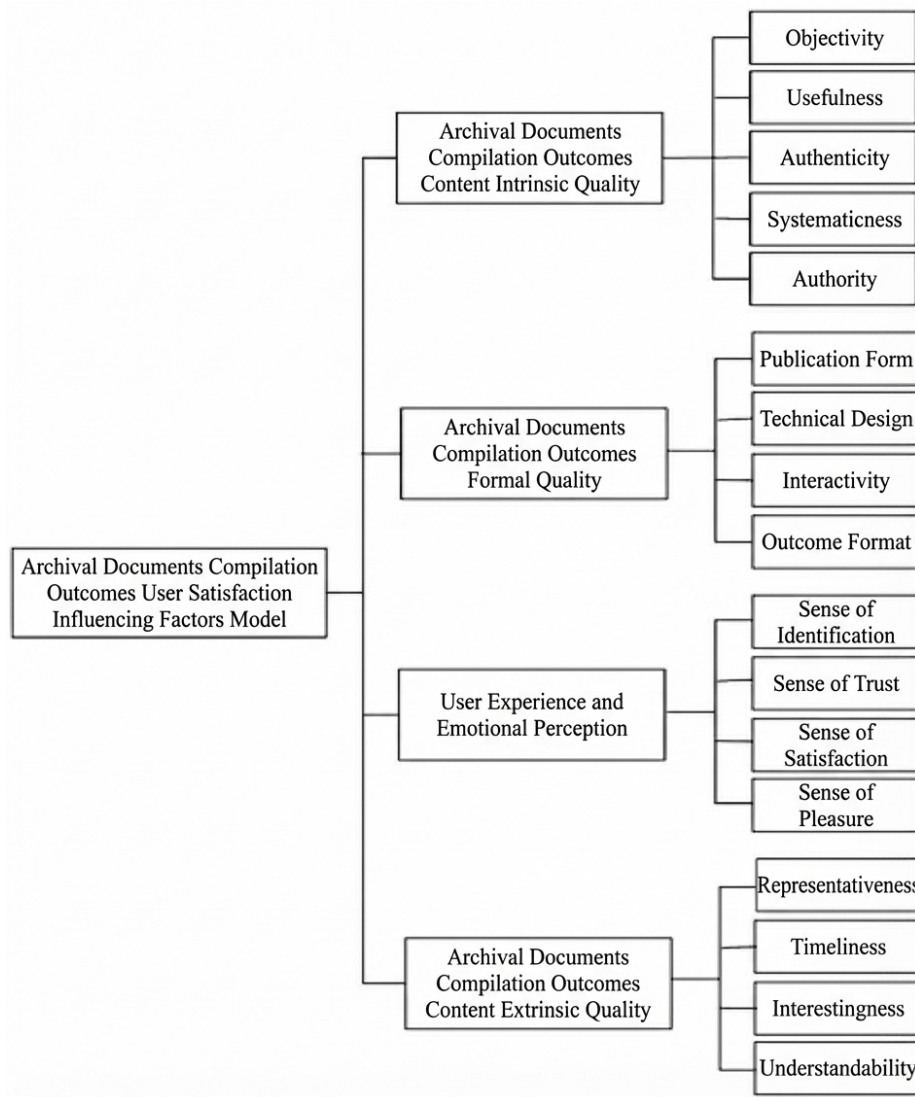 Archival Documents Compilation
Outcomes User Satisfaction
Influencing Factors Model
Archival Documents
Compilation Outcomes
Content Intrinsic Quality
Objectivity
Usefulness
Authenticity
Systematicness
Authority
Archival Documents
Compilation Outcomes
Formal Quality
Publication Form
Technical Design
Interactivity
Outcome Format
User Experience and
Emotional Perception
Sense of
Identification
Sense of Trust
Sense of
Satisfaction
Sense of
Pleasure
Archival Documents
Compilation Outcomes
Content Extrinsic Quality
Representativeness
Timeliness
Interestingness
Understandability